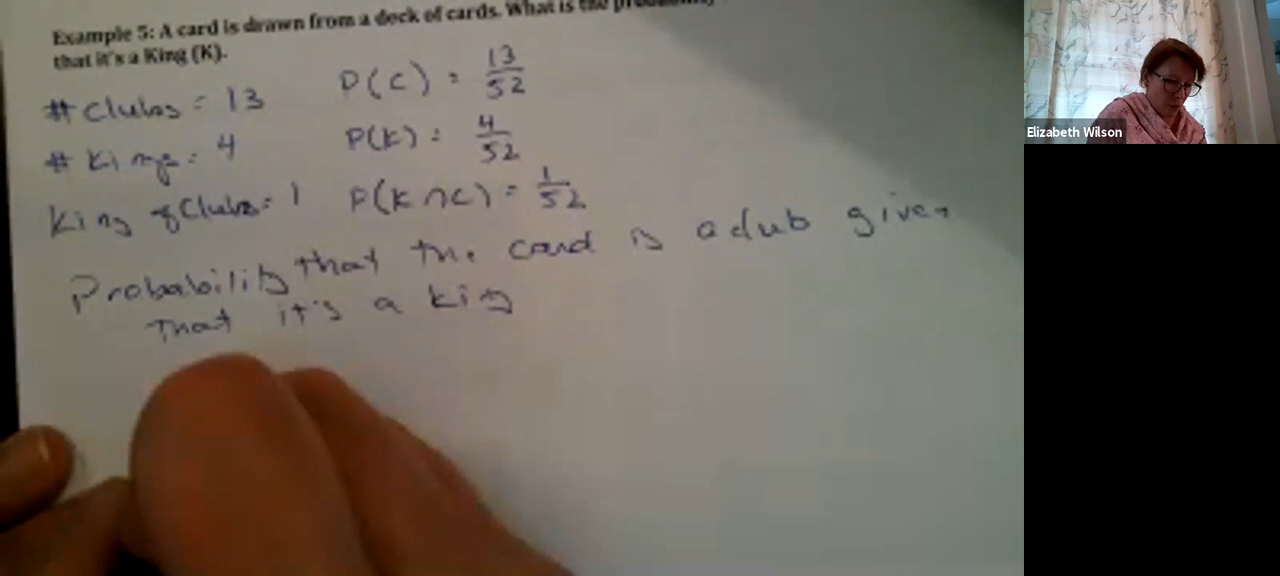 Example 5: A card is drawn from a deck of cards. What is the
that it's a King (K).
# Clubs = 13 P(C) = 13/52
# Kings = 4 P(K) = 4/52
King of Clubs = 1 P(K ∩ C) = 1/52
Probability that the card is a club given
that it's a king
Elizabeth Wilson